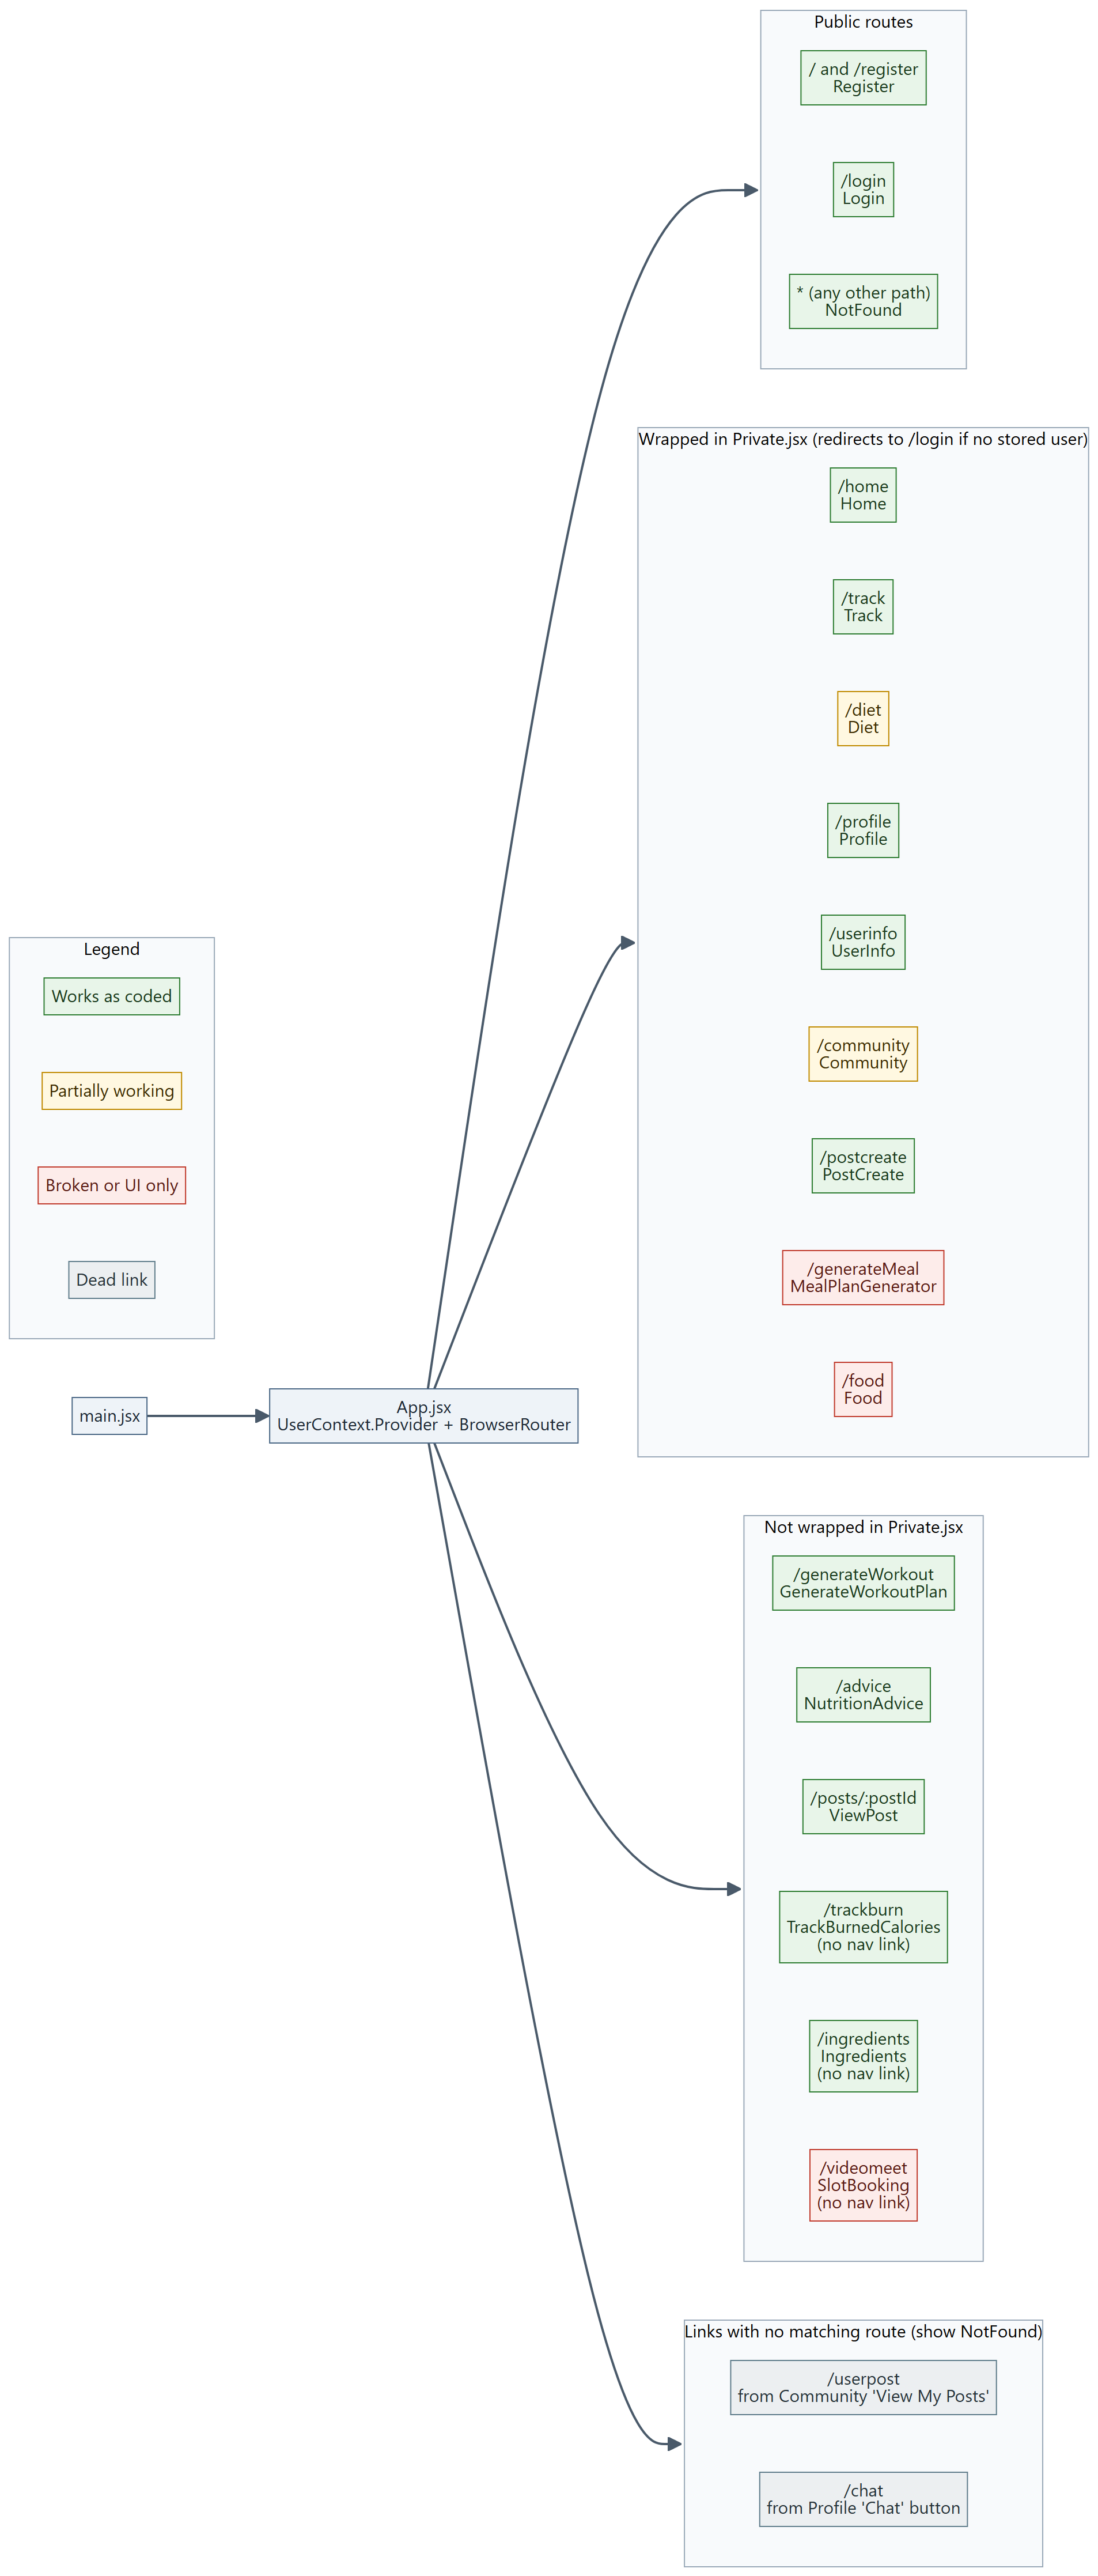 Public routes
/ and /register
Register
/login
Login
* (any other path)
NotFound
Wrapped in Private.jsx (redirects to /login if no stored user)
/home
Home
/track
Track
/diet
Diet
/profile
Profile
/userinfo
UserInfo
/community
Community
/postcreate
PostCreate
/generateMeal
MealPlanGenerator
/food
Food
Legend
Works as coded
Partially working
Broken or UI only
Dead link
main.jsx
App.jsx
UserContext.Provider + BrowserRouter
Not wrapped in Private.jsx
/generateWorkout
GenerateWorkoutPlan
/advice
NutritionAdvice
/posts/:postId
ViewPost
/trackburn
TrackBurnedCalories
(no nav link)
/ingredients
Ingredients
(no nav link)
/videomeet
SlotBooking
(no nav link)
Links with no matching route (show NotFound)
/userpost
from Community 'View My Posts'
/chat
from Profile 'Chat' button